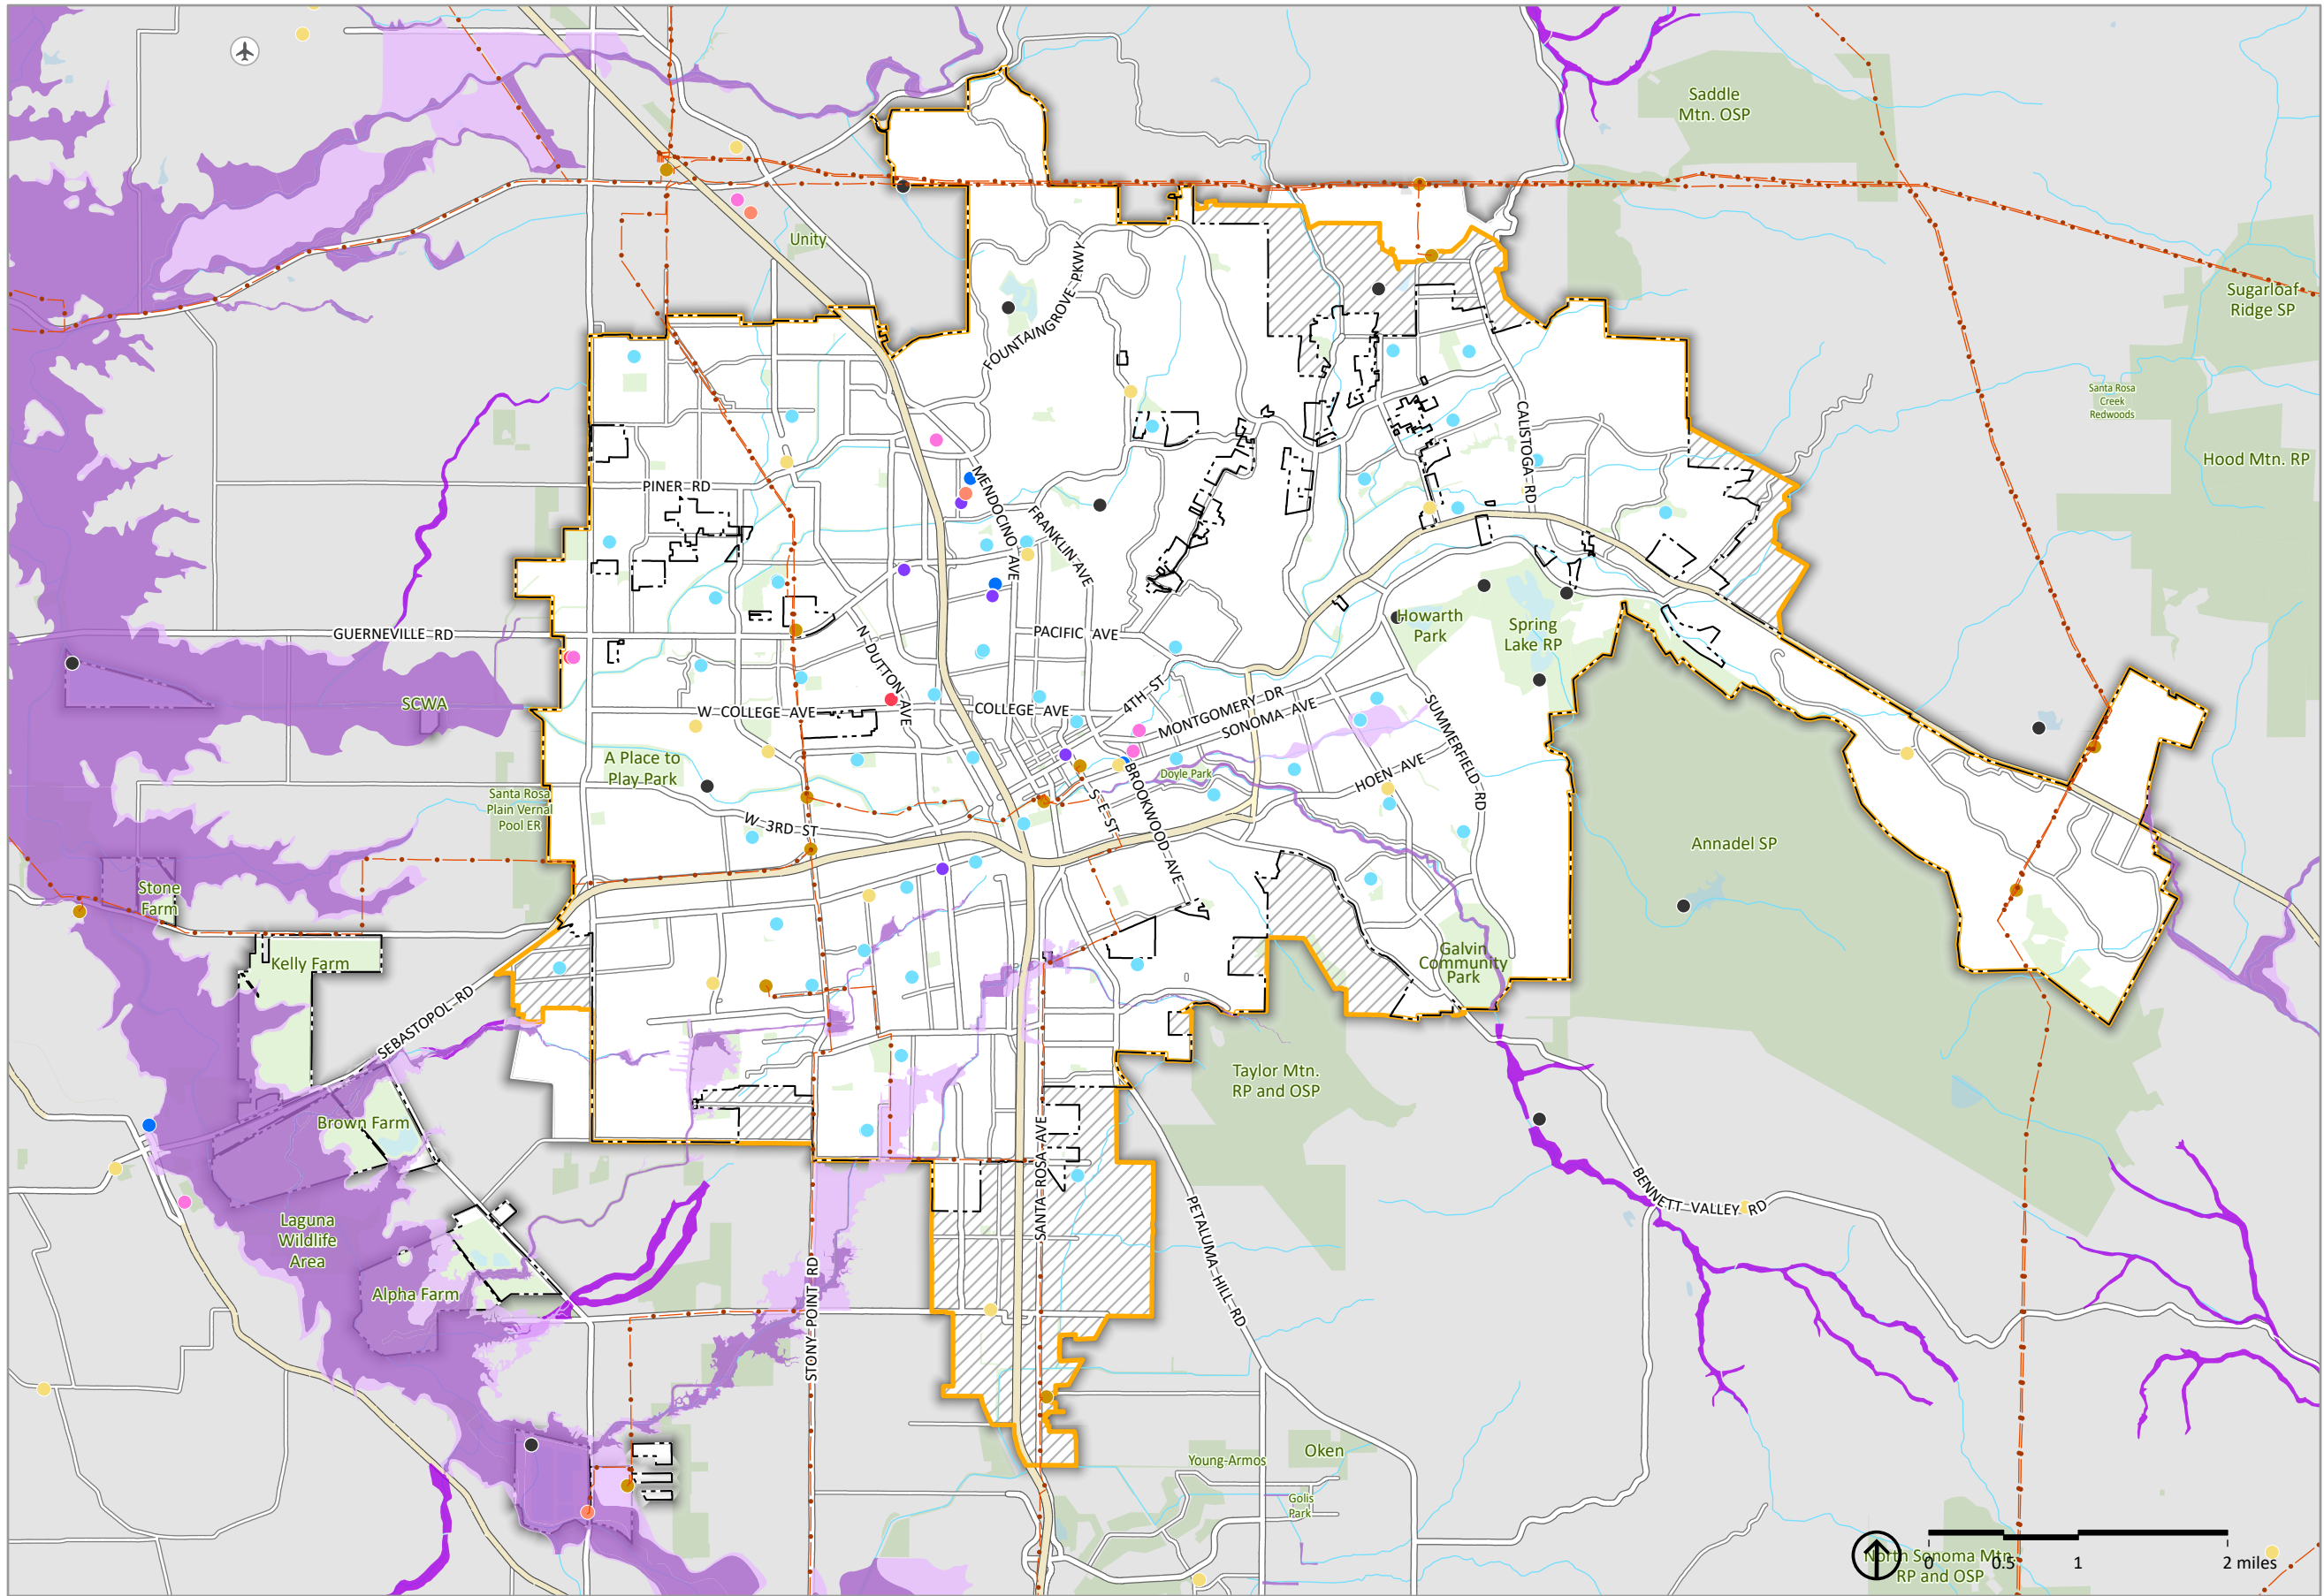 Saddle
Mtn. OSP
Unity
FOUNTAINGROVE PKWY
Sugarloaf
Ridge SP
Santa Rosa
Creek
Redwoods
CALISTOGA RD
Hood Mtn. RP
PINER RD
MENDOCINO AVE
FRANKLIN AVE
GUERNEVILLE RD
N DUTTON AVE
PACIFIC AVE
Howarth
Park
Spring
Lake RP
SCWA
W COLLEGE AVE
COLLEGE AVE
4TH ST
MONTGOMERY DR
SONOMA AVE
SUMMERFIELD RD
A Place to
Play Park
Doyle Park
HOEN AVE
Santa Rosa
Plain Vernal
Pool ER
W 3RD ST
S E ST
BROOKWOOD AVE
Annadel SP
Stone
Farm
Kelly Farm
Galvin
Community
Park
SEBASTOPOL RD
Taylor Mtn.
RP and OSP
Brown Farm
SANTA ROSA AVE
BENNETT VALLEY RD
Laguna
Wildlife
Area
PETALUMA HILL RD
Alpha Farm
STONY POINT RD
Oken
Young-Armos
Golis
Park
North Sonoma Mtn.
RP and OSP
0 0.5 1 2 miles